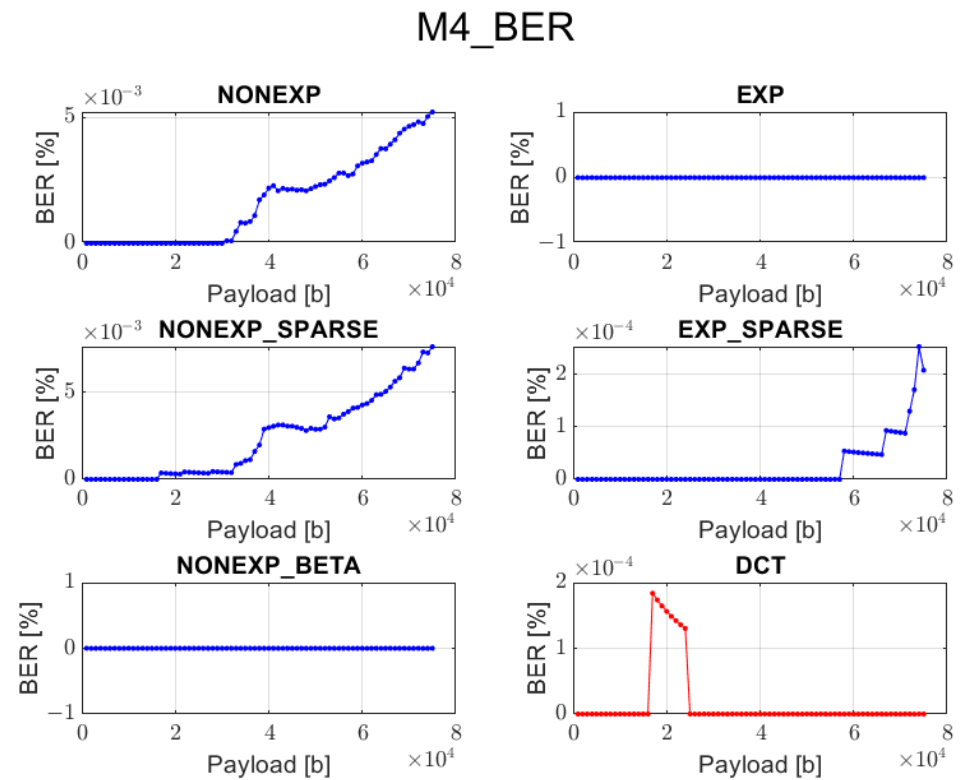 M4_BER
×10⁻³ NONEXP
5
0
BER [%]
0 2 4 6 8
Payload [b] ×10⁴
EXP
1
0
−1
BER [%]
0 2 4 6 8
Payload [b] ×10⁴
×10⁻³ NONEXP_SPARSE
5
0
BER [%]
0 2 4 6 8
Payload [b] ×10⁴
×10⁻⁴ EXP_SPARSE
2
1
0
BER [%]
0 2 4 6 8
Payload [b] ×10⁴
NONEXP_BETA
1
0
−1
BER [%]
0 2 4 6 8
Payload [b] ×10⁴
×10⁻⁴ DCT
2
1
0
BER [%]
0 2 4 6 8
Payload [b] ×10⁴